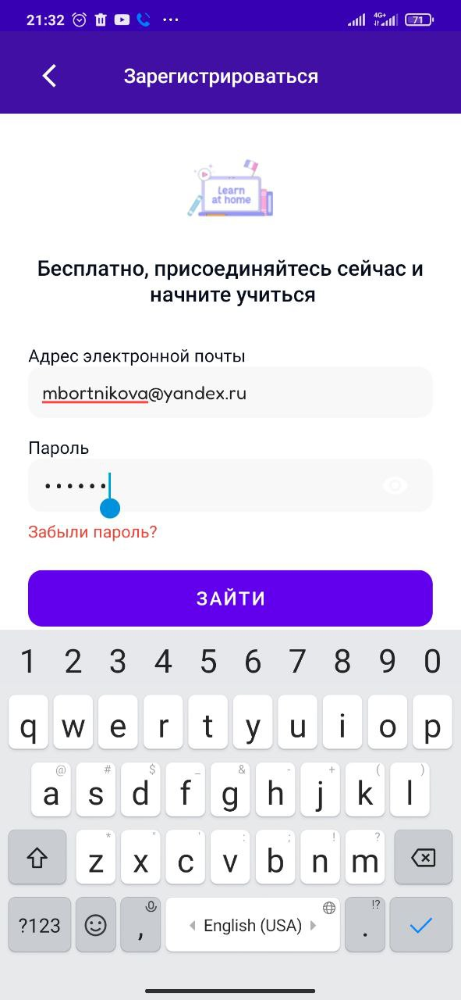 21:32
4G+
71
Зарегистрироваться
Learn
at home
Бесплатно, присоединяйтесь сейчас и
начните учиться
Адрес электронной почты
mbortnikova@yandex.ru
Пароль
••••••
Забыли пароль?
ЗАЙТИ
1 2 3 4 5 6 7 8 9 0
q w e r t y u i o p
@ # $ _ & - + ( )
a s d f g h j k l
* " ' : ; ! ?
z x c v b n m
!?
?123 , English (USA) .